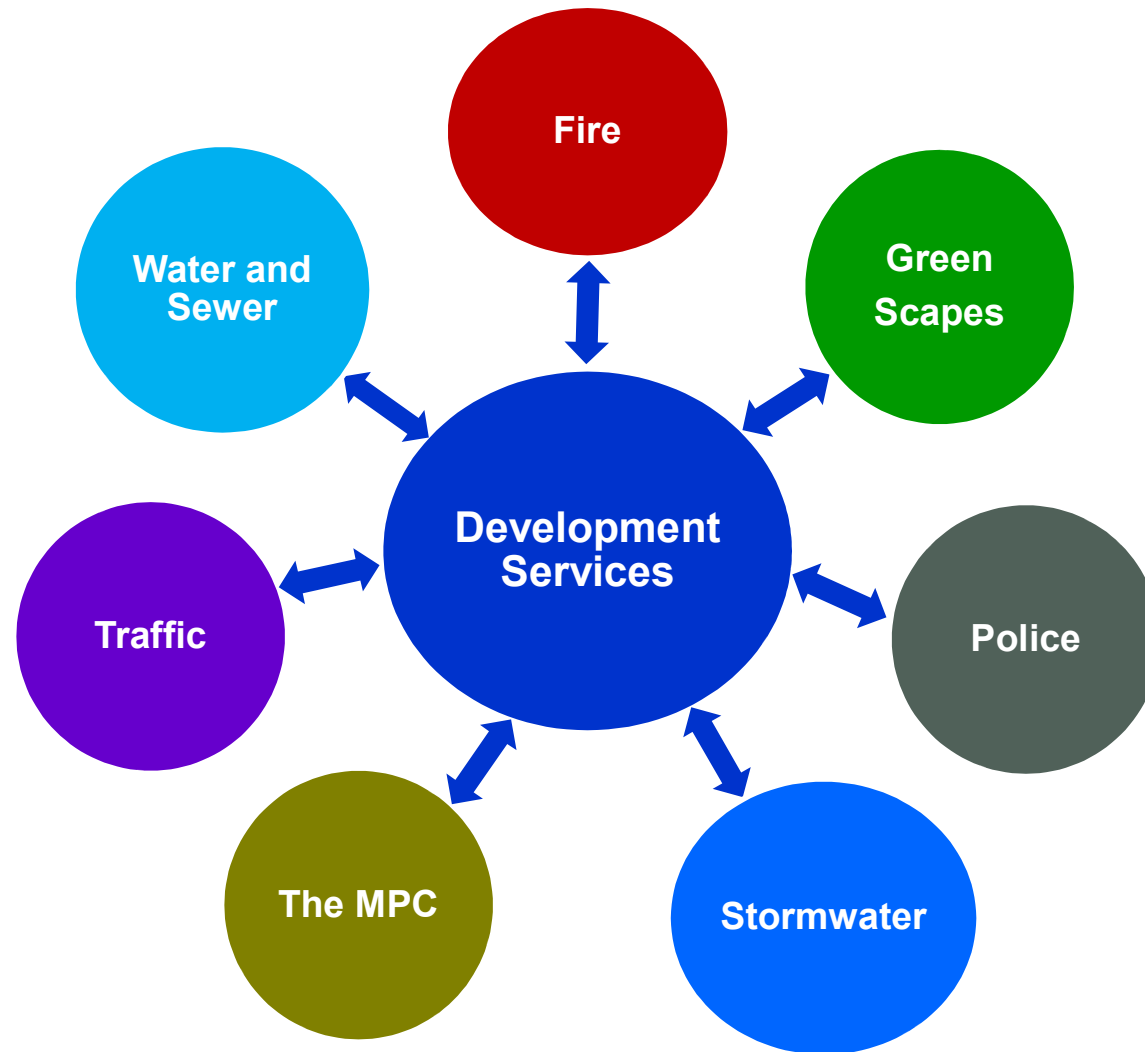 Fire
Green
Scapes
Water and
Sewer
Development
Services
Traffic
Police
The MPC
Stormwater